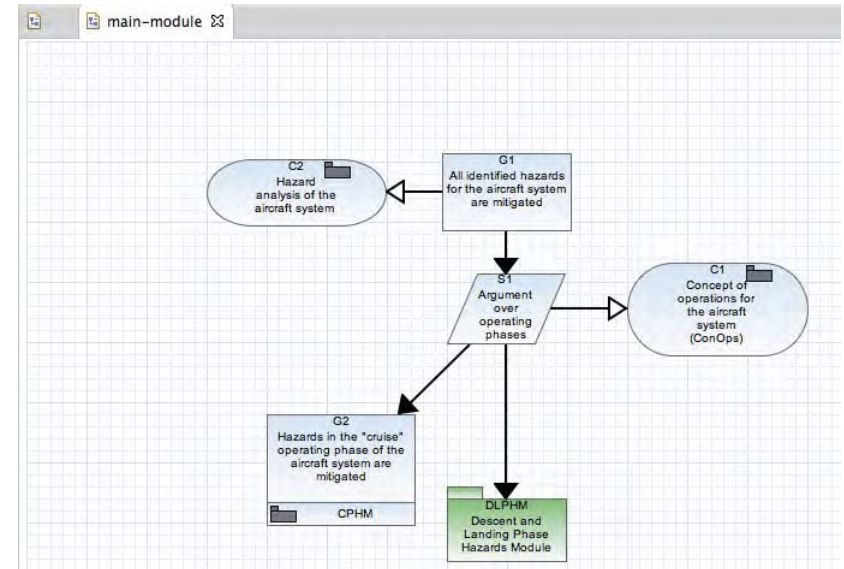 main-module
C2
Hazard
analysis of the
aircraft system
G1
All identified hazards
for the aircraft system
are mitigated
S1
Argument
over
operating
phases
C1
Concept of
operations for
the aircraft
system
(ConOps)
G2
Hazards in the "cruise"
operating phase of the
aircraft system are
mitigated
CPHM
DLPHM
Descent and
Landing Phase
Hazards Module